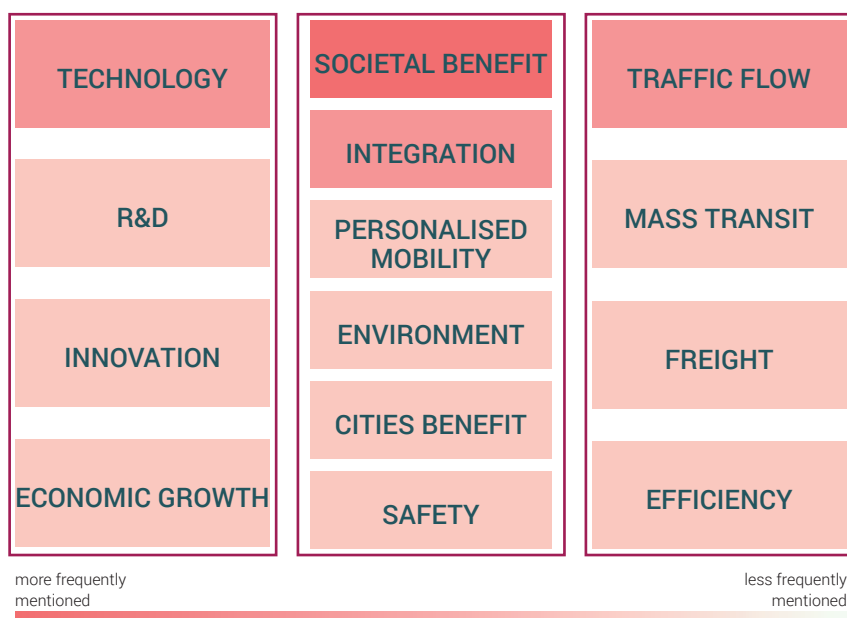 TECHNOLOGY
R&D
INNOVATION
ECONOMIC GROWTH
SOCIETAL BENEFIT
INTEGRATION
PERSONALISED
MOBILITY
ENVIRONMENT
CITIES BENEFIT
SAFETY
TRAFFIC FLOW
MASS TRANSIT
FREIGHT
EFFICIENCY
more frequently
mentioned
less frequently
mentioned